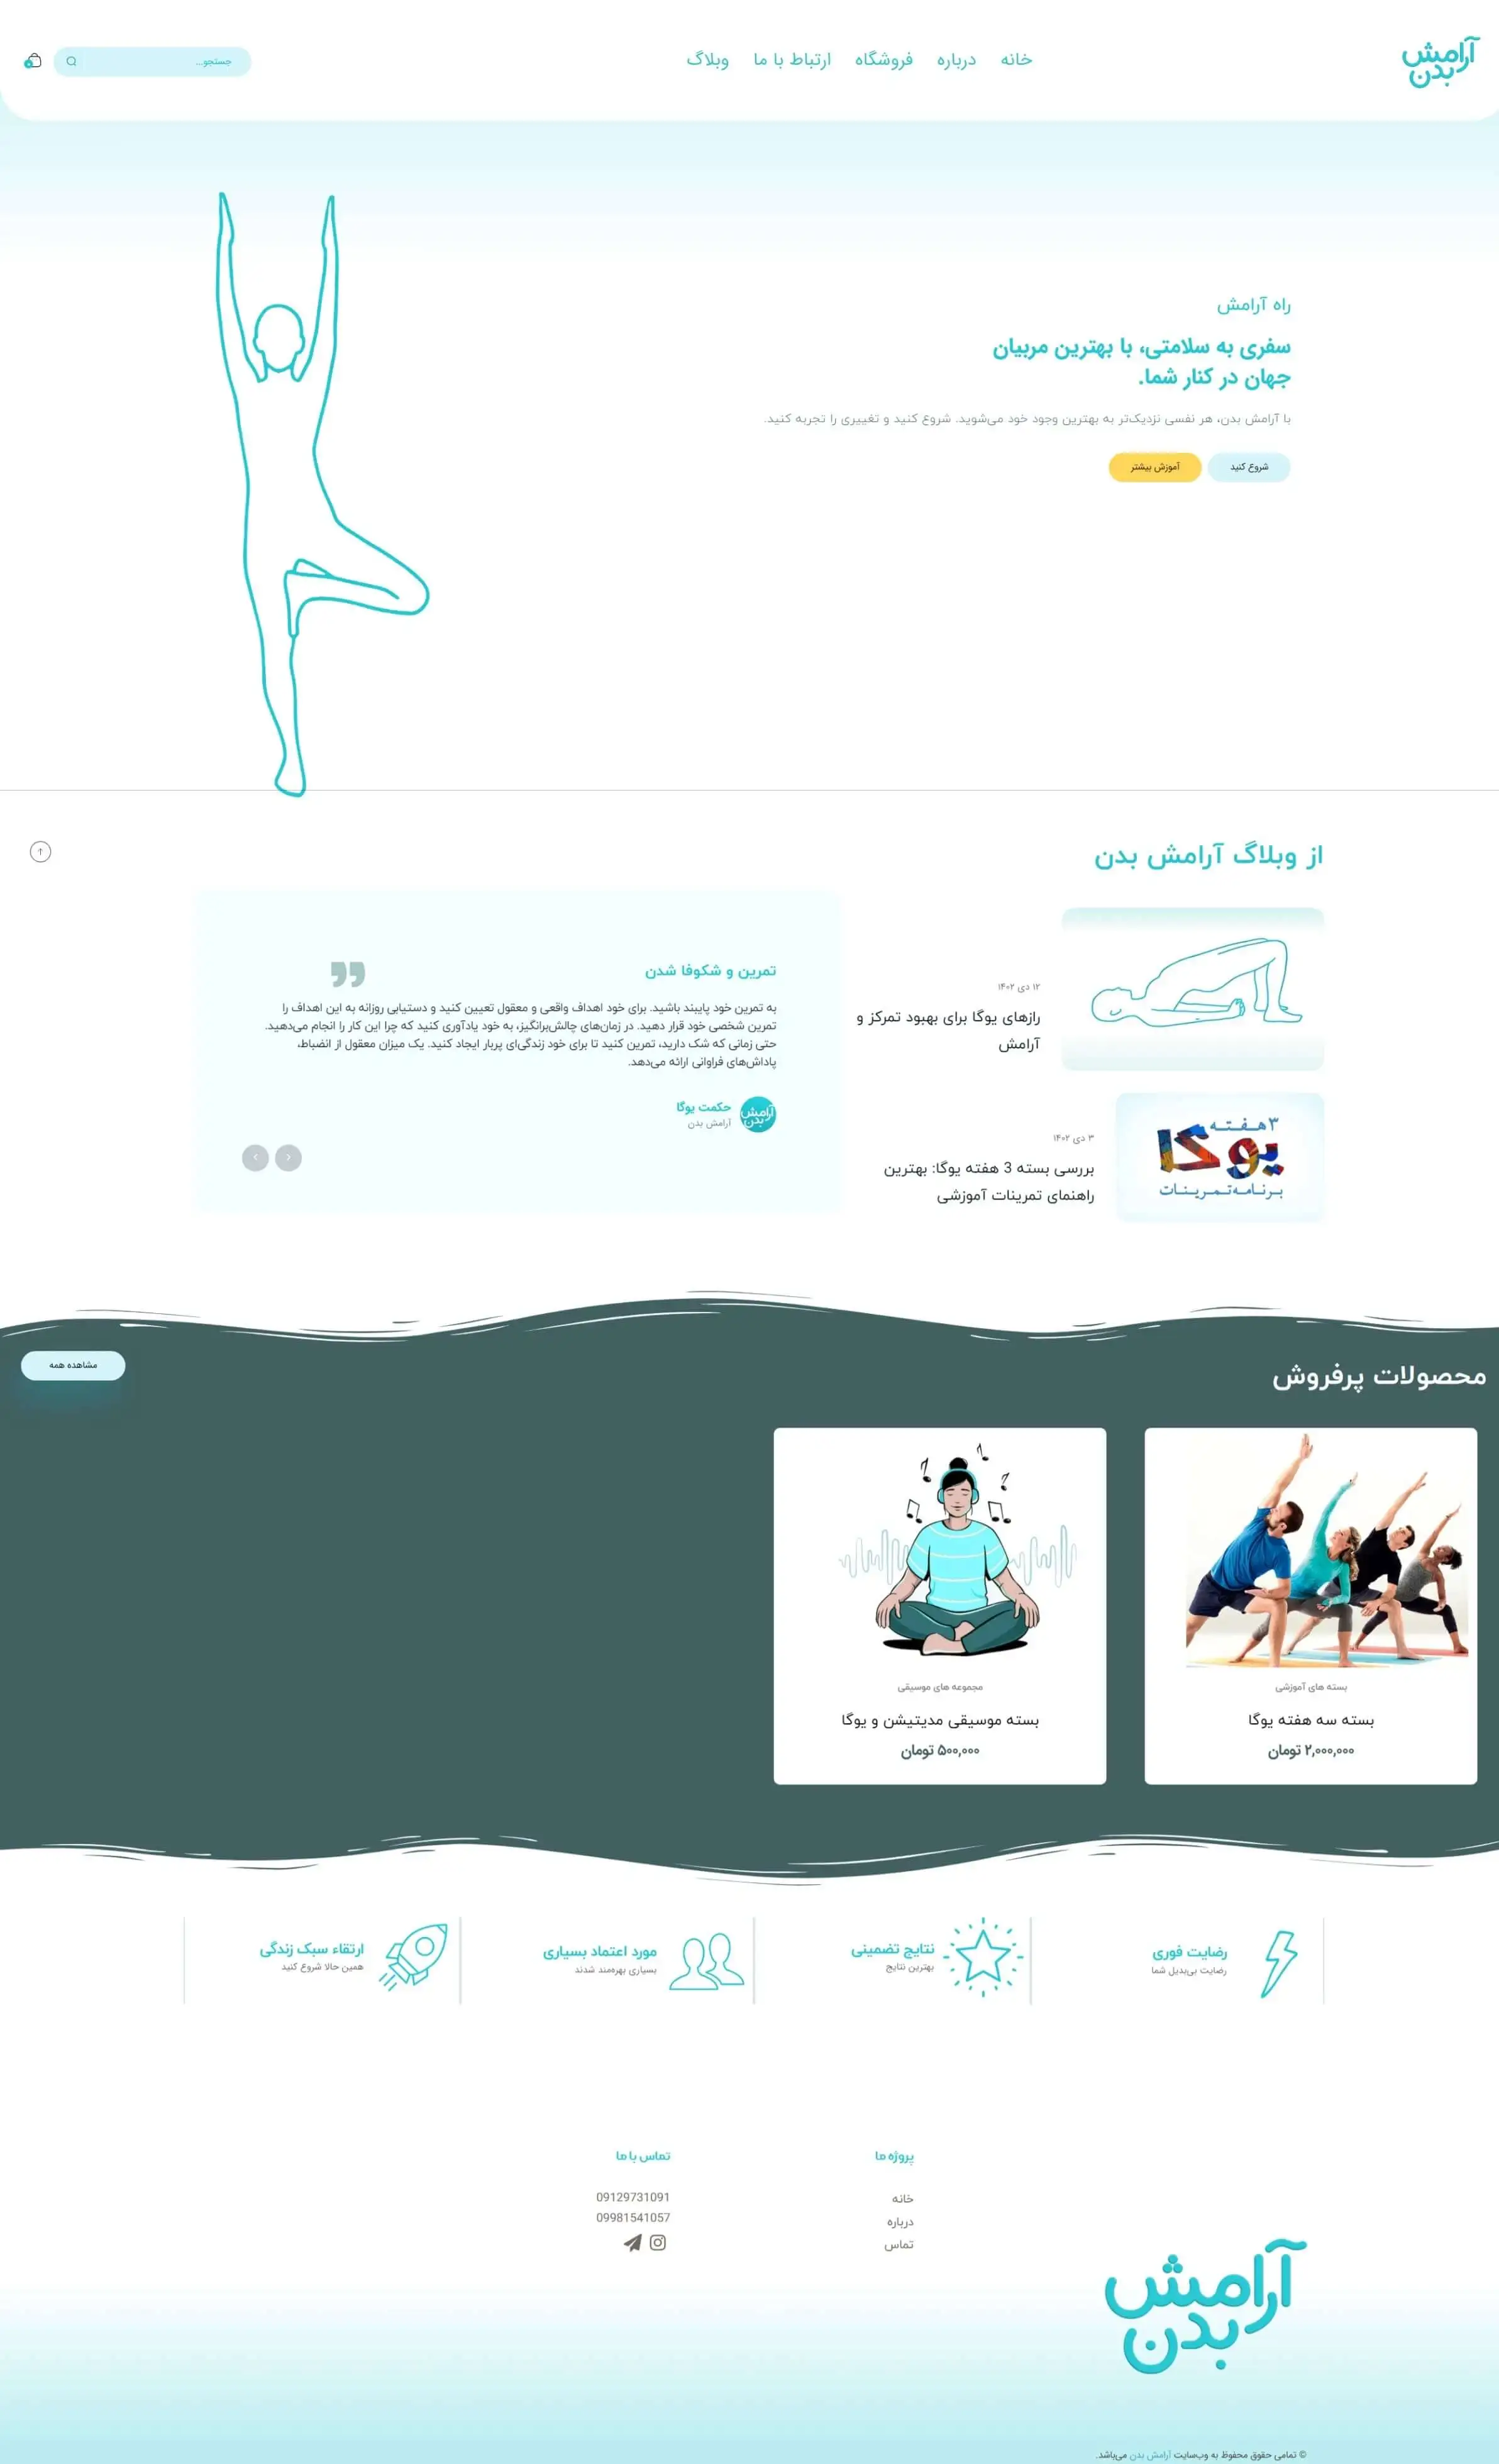 آرامش
بدن
خانه
درباره
فروشگاه
ارتباط با ما
وبلاگ
جستجو...
راه آرامش
سفری به سلامتی، با بهترین مربیان
جهان در کنار شما.
با آرامش بدن، هر نفسی نزدیک‌تر به بهترین وجود خود می‌شوید. شروع کنید و تغییری را تجربه کنید.
شروع کنید
آموزش بیشتر
از وبلاگ آرامش بدن
۱۲ دی ۱۴۰۲
رازهای یوگا برای بهبود تمرکز و
آرامش
۳ هفته
یوگا
برنامه تمرینات
۳ دی ۱۴۰۲
بررسی بسته 3 هفته یوگا: بهترین
راهنمای تمرینات آموزشی
تمرین و شکوفا شدن
به تمرین خود پایبند باشید. برای خود اهداف واقعی و معقول تعیین کنید و دستیابی روزانه به این اهداف را
تمرین شخصی خود قرار دهید. در زمان‌های چالش‌برانگیز، به خود یادآوری کنید که چرا این کار را انجام می‌دهید.
حتی زمانی که شک دارید، تمرین کنید تا برای خود زندگی‌ای پربار ایجاد کنید. یک میزان معقول از انضباط،
پاداش‌های فراوانی ارائه می‌دهد.
آرامش
بدن
حکمت یوگا
آرامش بدن
محصولات پرفروش
مشاهده همه
بسته های آموزشی
بسته سه هفته یوگا
۲,۰۰۰,۰۰۰ تومان
مجموعه های موسیقی
بسته موسیقی مدیتیشن و یوگا
۵۰۰,۰۰۰ تومان
رضایت فوری
رضایت بی‌بدیل شما
نتایج تضمینی
بهترین نتایج
مورد اعتماد بسیاری
بسیاری بهره‌مند شدند
ارتقاء سبک زندگی
همین حالا شروع کنید
پروژه ما
خانه
درباره
تماس
تماس با ما
09129731091
09981541057
آرامش
بدن
© تمامی حقوق محفوظ به وب‌سایت آرامش بدن می‌باشد.